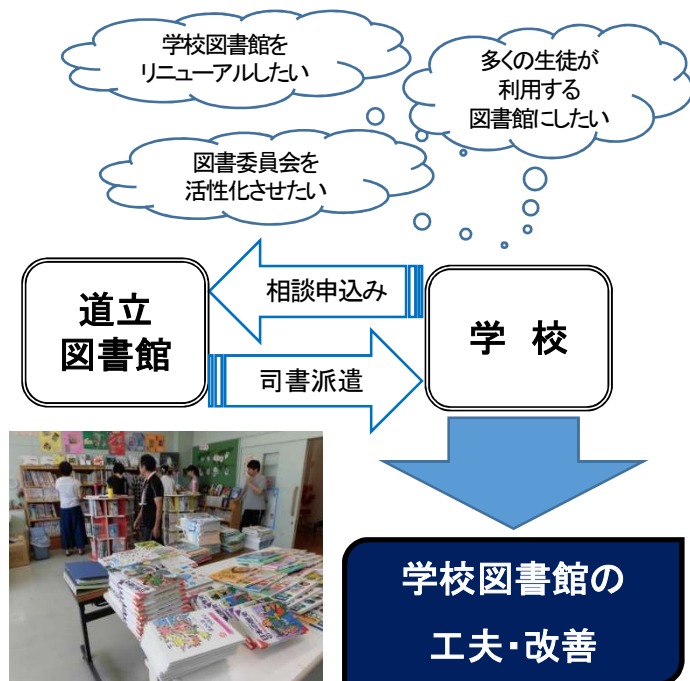 学校図書館を
リニューアルしたい
多くの生徒が
利用する
図書館にしたい
図書委員会を
活性化させたい
道立
図書館
相談申込み
学 校
司書派遣
学校図書館の
工夫・改善